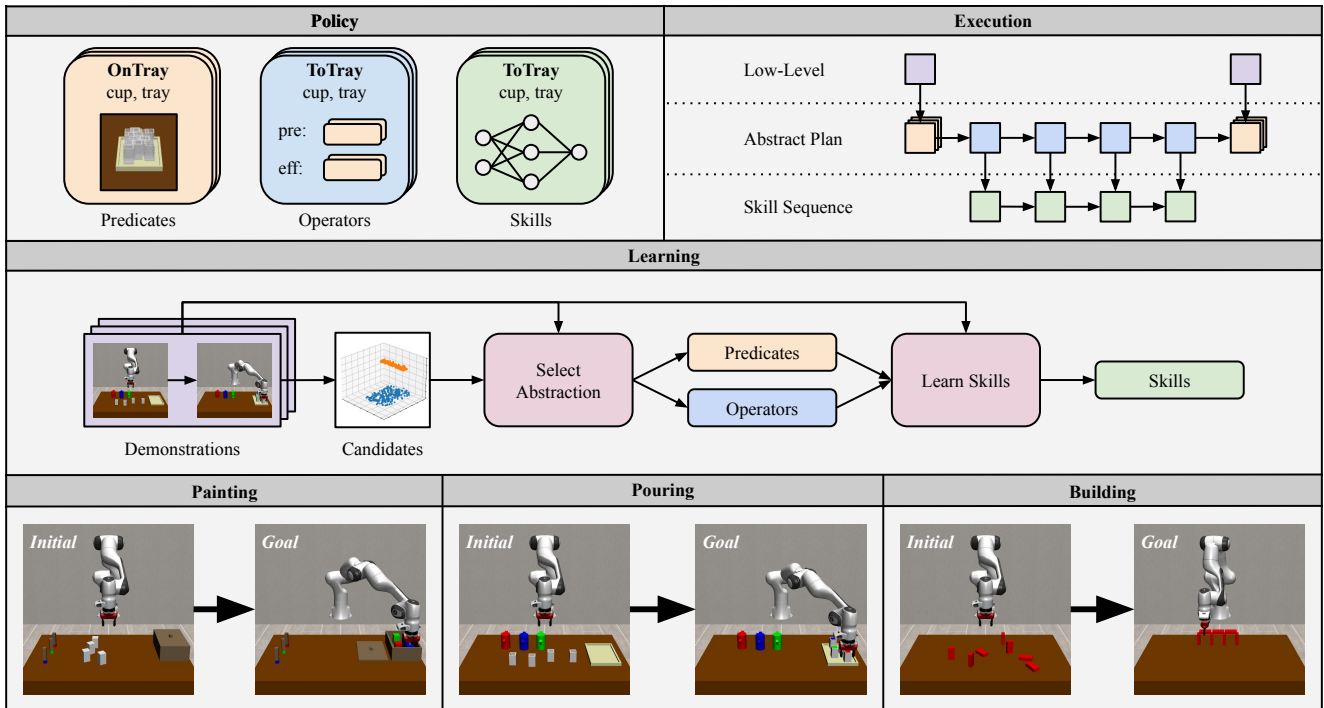 Policy
OnTray
cup, tray
Predicates
ToTray
cup, tray
pre:
eff:
Operators
ToTray
cup, tray
Skills
Execution
Low-Level
Abstract Plan
Skill Sequence
Learning
Demonstrations
Candidates
Select
Abstraction
Predicates
Operators
Learn Skills
Skills
Painting
Initial
Goal
Pouring
Initial
Goal
Building
Initial
Goal